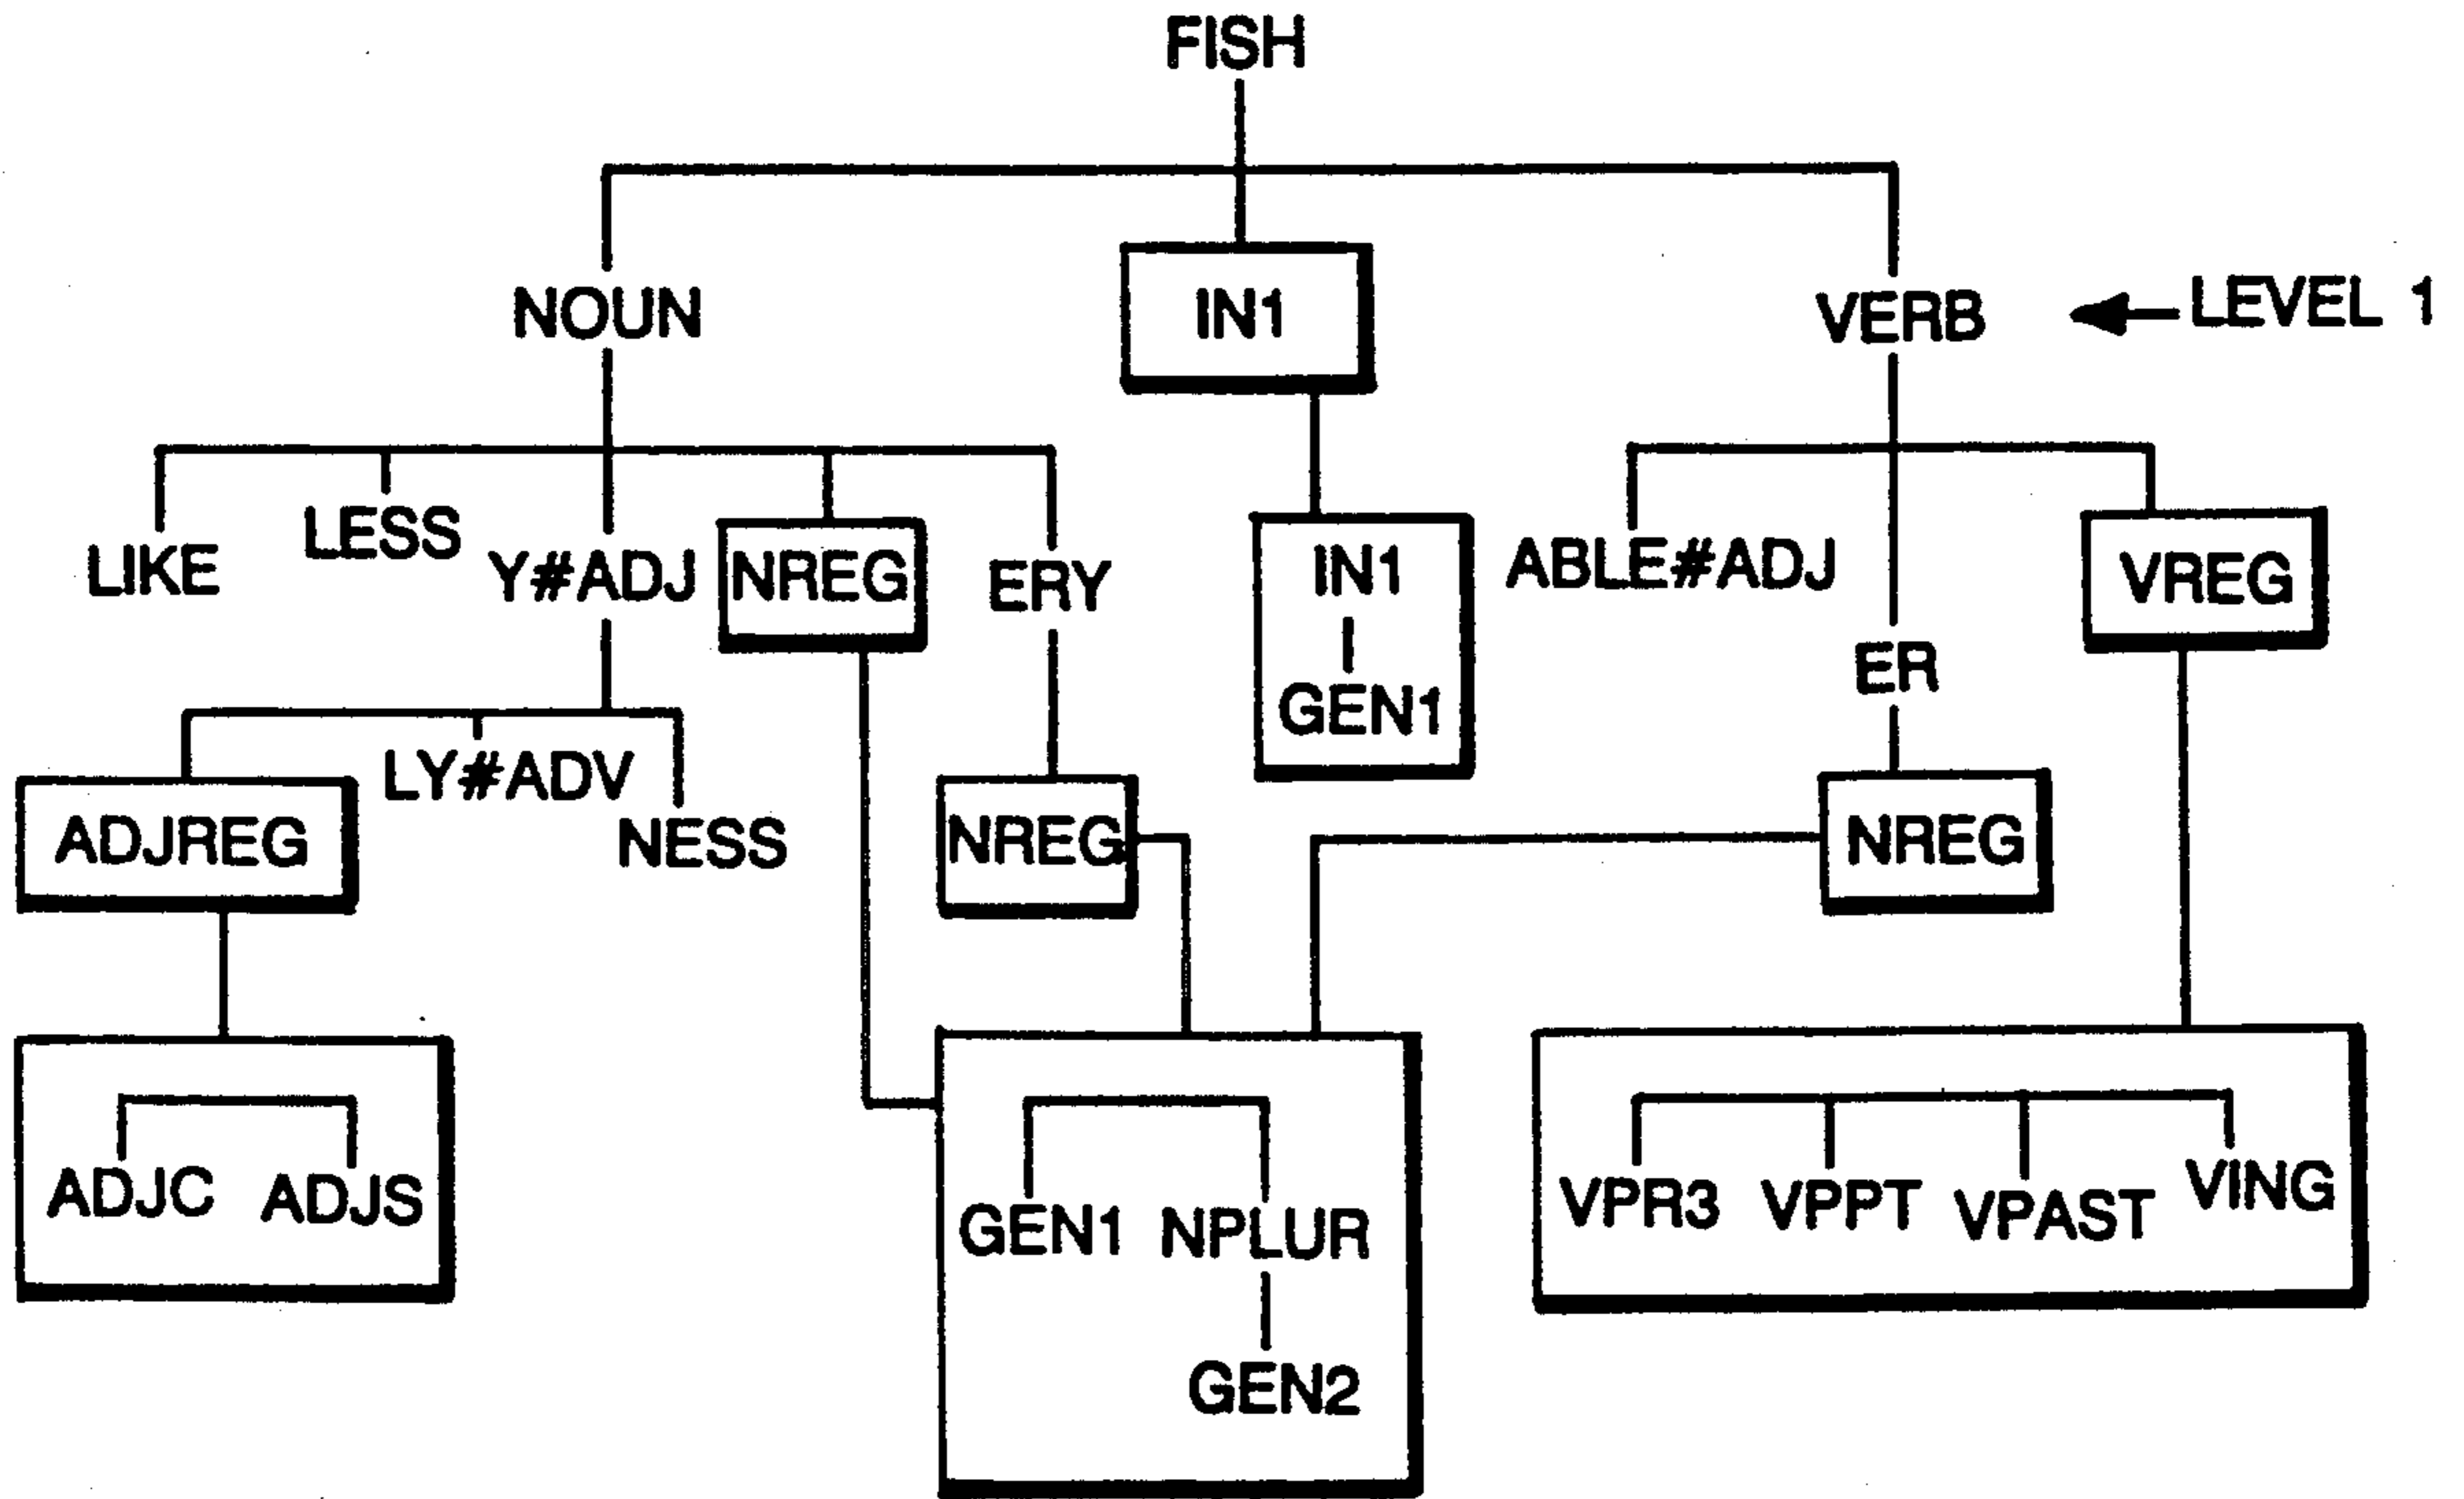 FISH
NOUN
IN1
VERB
LEVEL 1
LIKE
LESS
Y#ADJ
NREG
ERY
IN1
GEN1
ABLE#ADJ
ER
VREG
ADJREG
LY#ADV
NESS
NREG
NREG
ADJC ADJS
GEN1 NPLUR
GEN2
VPR3 VPPT VPAST VING